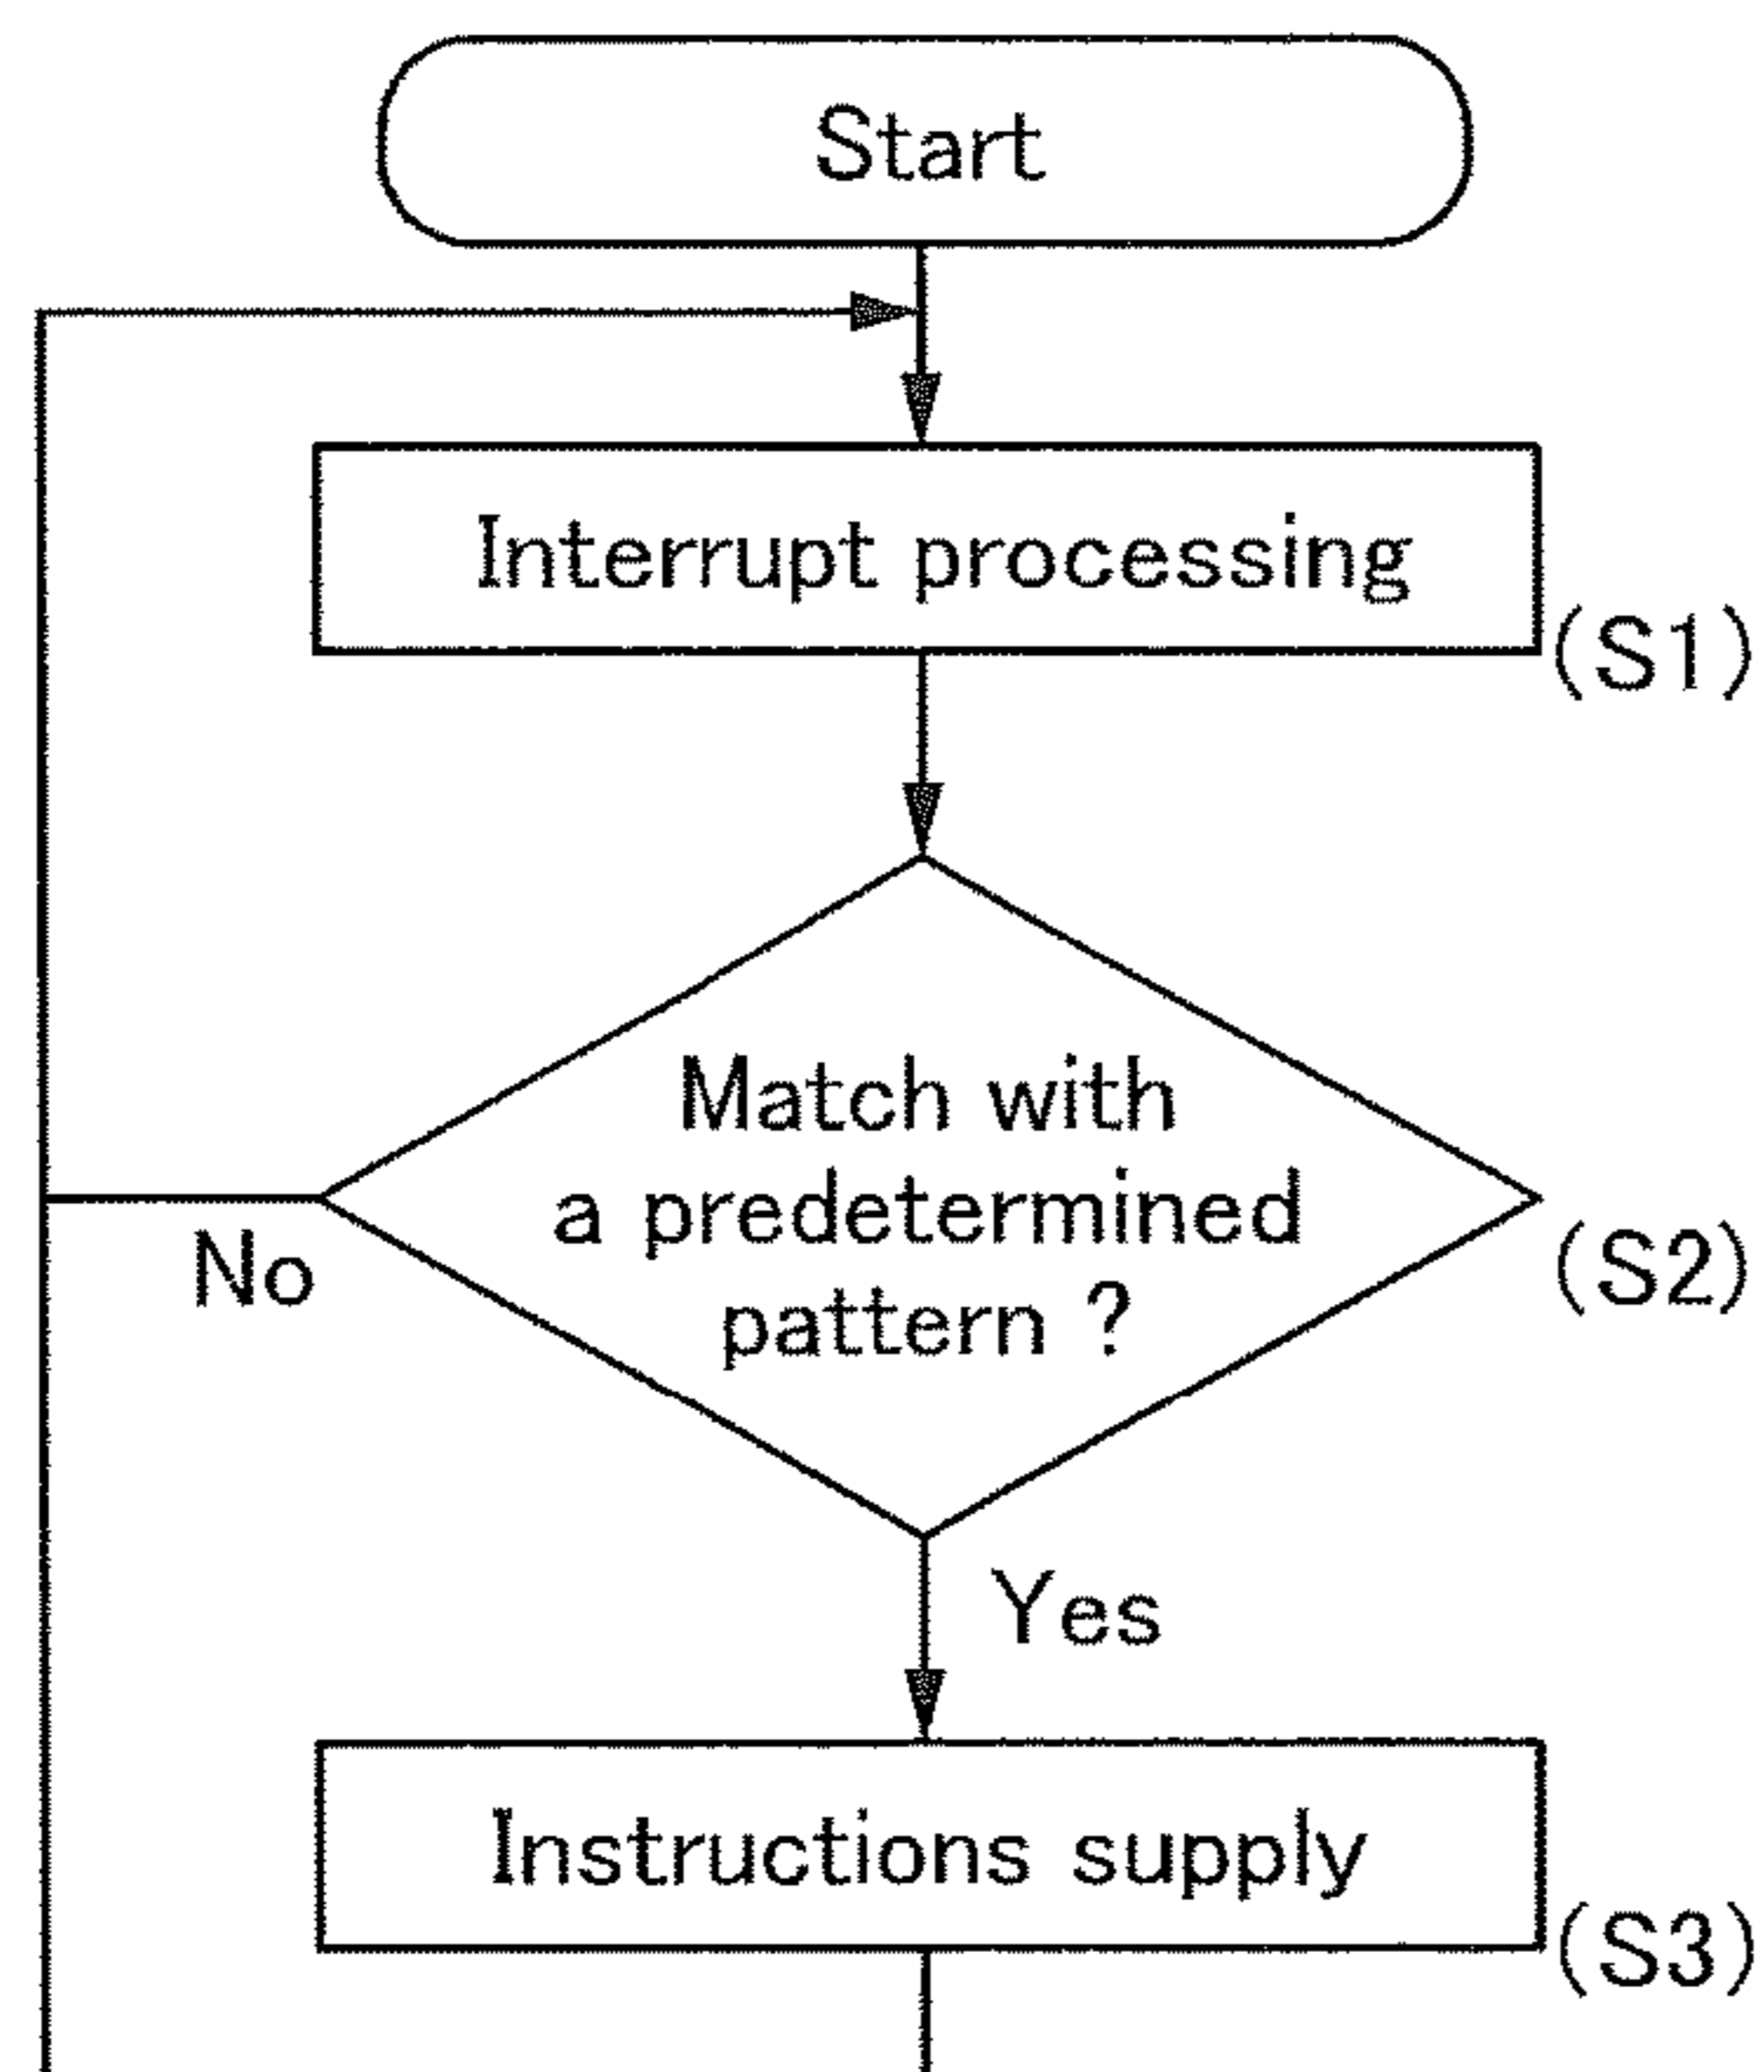 Start
Interrupt processing
(S1)
Match with
a predetermined
pattern ?
(S2)
No
Yes
Instructions supply
(S3)